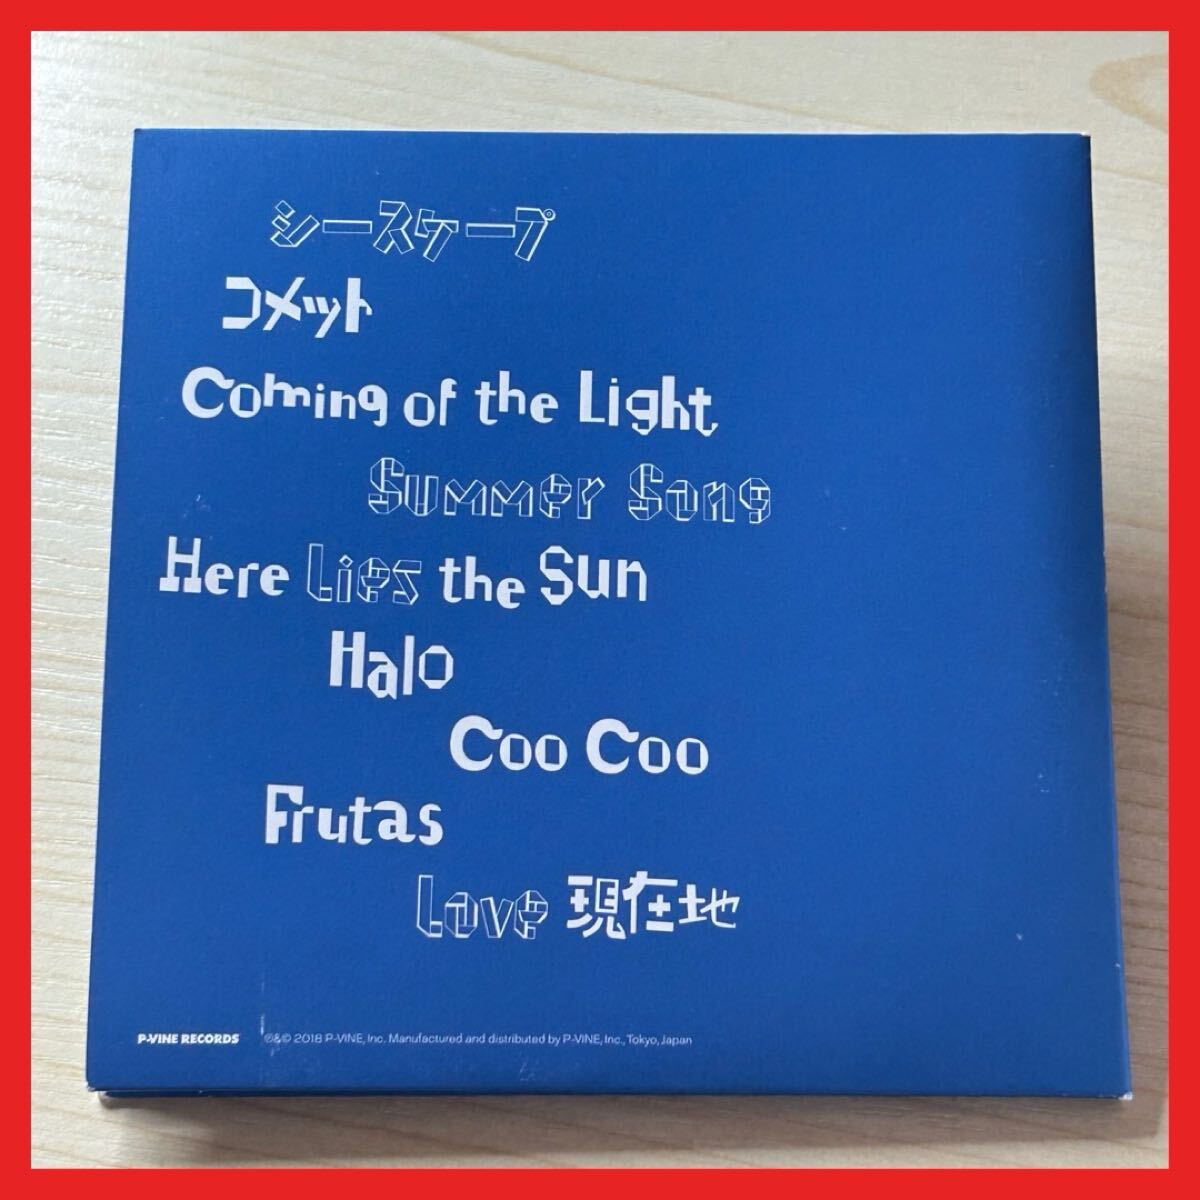 シースケープ
コメット
Coming of the Light
Summer Song
Here Lies the Sun
Halo
Coo Coo
Frutas
Love 現在地
P-VINE RECORDS ℗&© 2018 P-VINE, Inc. Manufactured and distributed by P-VINE, Inc., Tokyo, Japan